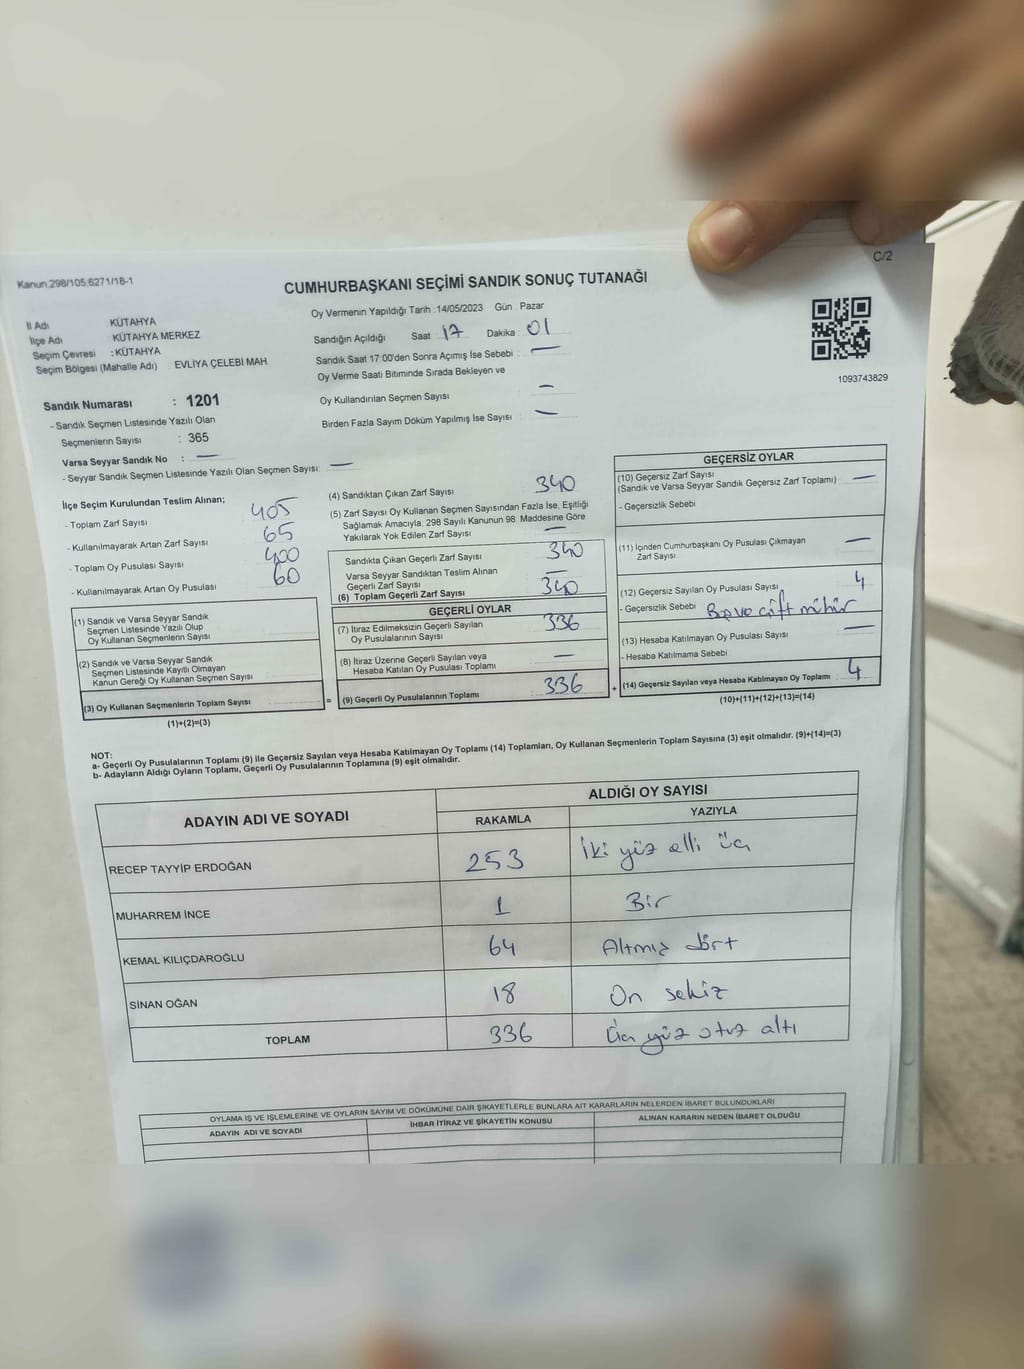 Kanun:298/105;6271/18-1
C/2
CUMHURBAŞKANI SEÇİMİ SANDIK SONUÇ TUTANAĞI
İl Adı : KÜTAHYA
İlçe Adı : KÜTAHYA MERKEZ
Seçim Çevresi : KÜTAHYA
Seçim Bölgesi (Mahalle Adı) : EVLİYA ÇELEBİ MAH.
Sandık Numarası : 1201
- Sandık Seçmen Listesinde Yazılı Olan
Seçmenlerin Sayısı : 365
Varsa Seyyar Sandık No : —
- Seyyar Sandık Seçmen Listesinde Yazılı Olan Seçmen Sayısı: —
Oy Vermenin Yapıldığı Tarih : 14/05/2023 Gün Pazar
Sandığın Açıldığı Saat 17 Dakika 01
Sandık Saat 17:00'den Sonra Açımış İse Sebebi : —
Oy Verme Saati Bitiminde Sırada Bekleyen ve
Oy Kullandırılan Seçmen Sayısı —
Birden Fazla Sayım Döküm Yapılmış İse Sayısı : —
1093743829
İlçe Seçim Kurulundan Teslim Alınan;
- Toplam Zarf Sayısı 405
- Kullanılmayarak Artan Zarf Sayısı 65
- Toplam Oy Pusulası Sayısı 400
- Kullanılmayarak Artan Oy Pusulası 60
(1) Sandık ve Varsa Seyyar Sandık
Seçmen Listesinde Yazılı Olup
Oy Kullanan Seçmenlerin Sayısı
(2) Sandık ve Varsa Seyyar Sandık
Seçmen Listesinde Kayıtlı Olmayan
Kanun Gereği Oy Kullanan Seçmen Sayısı :
(3) Oy Kullanan Seçmenlerin Toplam Sayısı :
(1)+(2)=(3)
(4) Sandıktan Çıkan Zarf Sayısı 340
(5) Zarf Sayısı Oy Kullanan Seçmen Sayısından Fazla İse, Eşitliği
Sağlamak Amacıyla, 298 Sayılı Kanunun 98. Maddesine Göre
Yakılarak Yok Edilen Zarf Sayısı —
Sandıkta Çıkan Geçerli Zarf Sayısı 340
Varsa Seyyar Sandıktan Teslim Alınan
Geçerli Zarf Sayısı —
(6) Toplam Geçerli Zarf Sayısı 340
GEÇERLİ OYLAR
(7) İtiraz Edilmeksizin Geçerli Sayılan
Oy Pusulalarının Sayısı 336
(8) İtiraz Üzerine Geçerli Sayılan veya
Hesaba Katılan Oy Pusulası Toplamı —
= (9) Geçerli Oy Pusulalarının Toplamı : 336
GEÇERSİZ OYLAR
(10) Geçersiz Zarf Sayısı
(Sandık ve Varsa Seyyar Sandık Geçersiz Zarf Toplamı) —
- Geçersizlik Sebebi
(11) İçinden Cumhurbaşkanı Oy Pusulası Çıkmayan
Zarf Sayısı —
(12) Geçersiz Sayılan Oy Pusulası Sayısı 4
- Geçersizlik Sebebi Boş ve çift mühür
(13) Hesaba Katılmayan Oy Pusulası Sayısı —
- Hesaba Katılmama Sebebi
+ (14) Geçersiz Sayılan veya Hesaba Katılmayan Oy Toplamı 4
(10)+(11)+(12)+(13)=(14)
NOT:
a- Geçerli Oy Pusulalarının Toplamı (9) ile Geçersiz Sayılan veya Hesaba Katılmayan Oy Toplamı (14) Toplamları, Oy Kullanan Seçmenlerin Toplam Sayısına (3) eşit olmalıdır. (9)+(14)=(3)
b- Adayların Aldığı Oyların Toplamı, Geçerli Oy Pusulalarının Toplamına (9) eşit olmalıdır.
ADAYIN ADI VE SOYADI ALDIĞI OY SAYISI
RAKAMLA YAZIYLA
RECEP TAYYİP ERDOĞAN 253 İki yüz elli üç
MUHARREM İNCE 1 Bir
KEMAL KILIÇDAROĞLU 64 Altmış dört
SİNAN OĞAN 18 On sekiz
TOPLAM 336 Üç yüz otuz altı
OYLAMA İŞ VE İŞLEMLERİNE VE OYLARIN SAYIM VE DÖKÜMÜNE DAİR ŞİKAYETLERLE BUNLARA AİT KARARLARIN NELERDEN İBARET BULUNDUKLARI
ADAYIN ADI VE SOYADI İHBAR İTİRAZ VE ŞİKAYETİN KONUSU ALINAN KARARIN NEDEN İBARET OLDUĞU